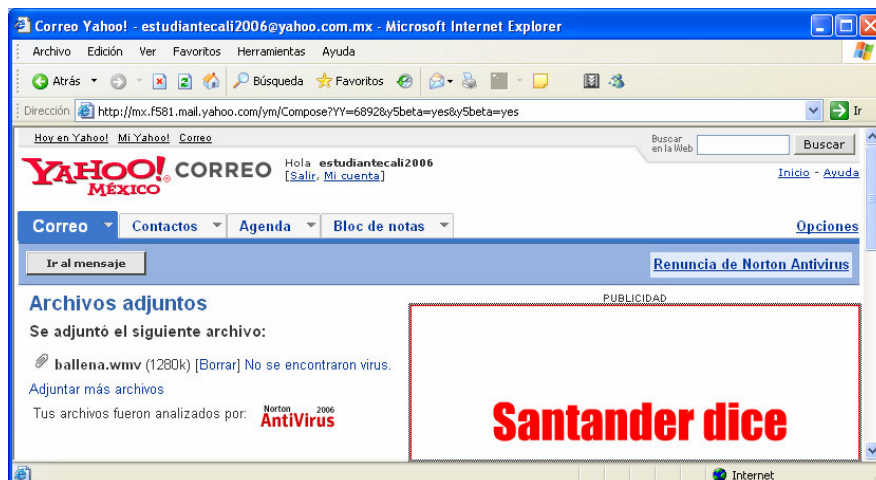 Correo Yahoo! - estudiantecali2006@yahoo.com.mx - Microsoft Internet Explorer
Archivo Edición Ver Favoritos Herramientas Ayuda
Atrás Búsqueda Favoritos
Dirección http://mx.f581.mail.yahoo.com/ym/Compose?YY=6892&y5beta=yes&y5beta=yes Ir
Hoy en Yahoo! Mi Yahoo! Correo Buscar en la Web Buscar
YAHOO! MÉXICO CORREO
Hola estudiantecali2006
[Salir, Mi cuenta]
Inicio - Ayuda
Correo Contactos Agenda Bloc de notas Opciones
Ir al mensaje Renuncia de Norton Antivirus
Archivos adjuntos
Se adjuntó el siguiente archivo:
ballena.wmv (1280k) [Borrar] No se encontraron virus.
Adjuntar más archivos
Tus archivos fueron analizados por: Norton AntiVirus 2006
PUBLICIDAD
Santander dice
Internet